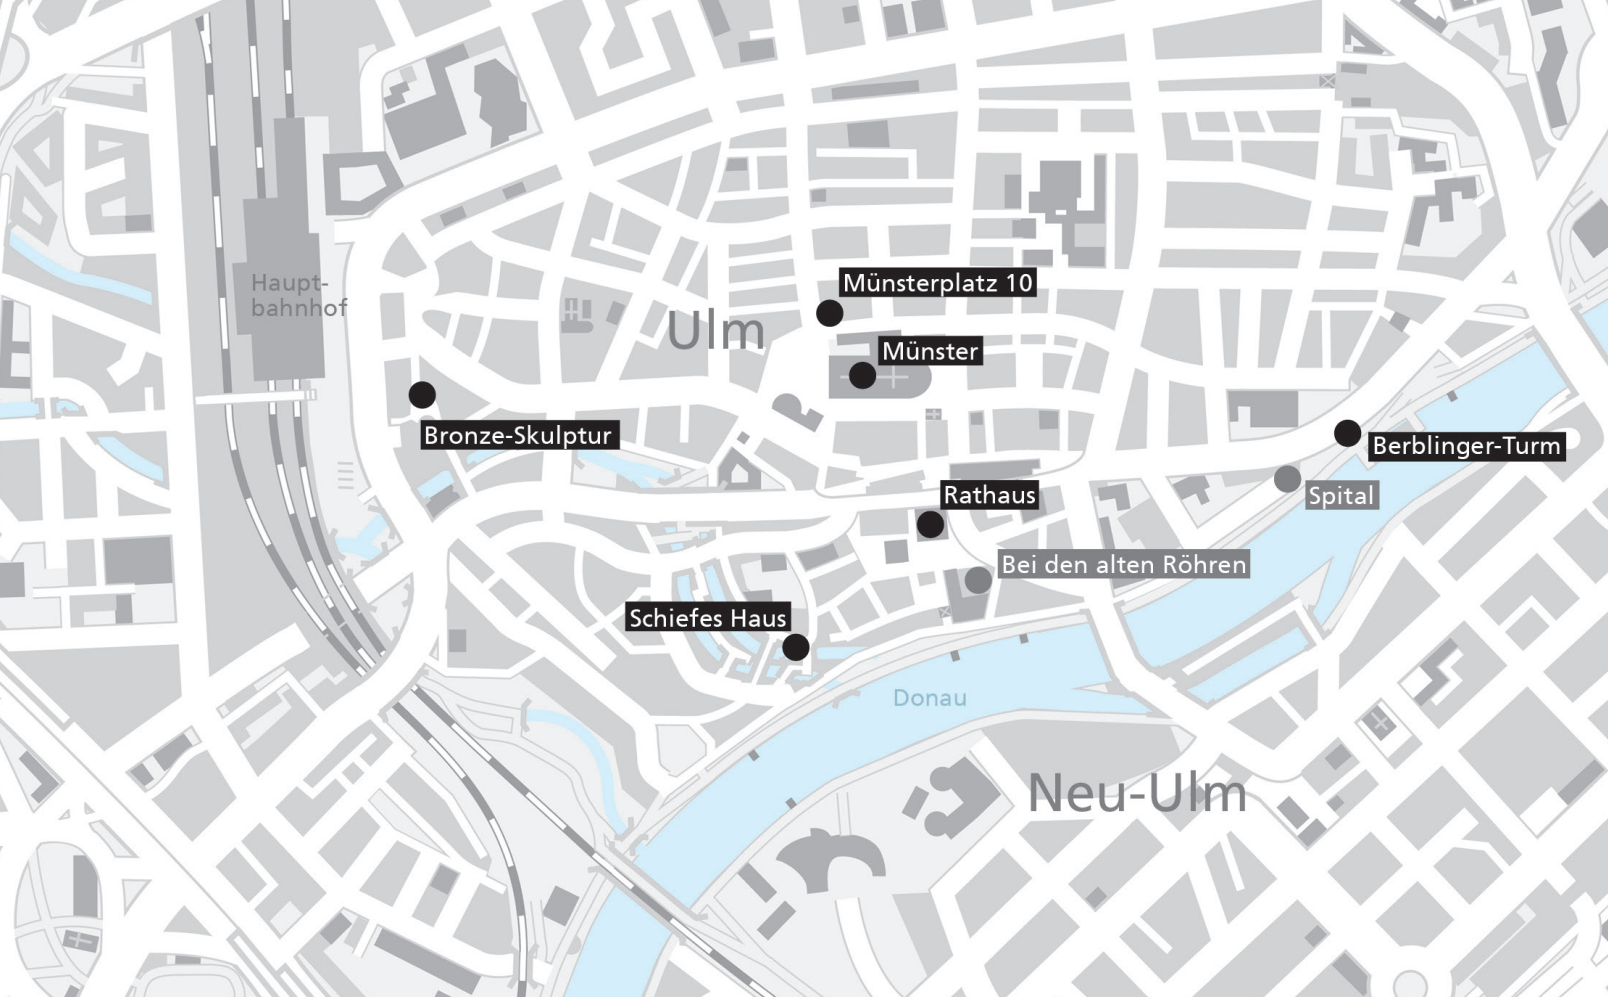 Münsterplatz 10
Haupt-
bahnhof
Ulm
Münster
Bronze-Skulptur
Berblinger-Turm
Rathaus
Spital
Bei den alten Röhren
Schiefes Haus
Donau
Neu-Ulm